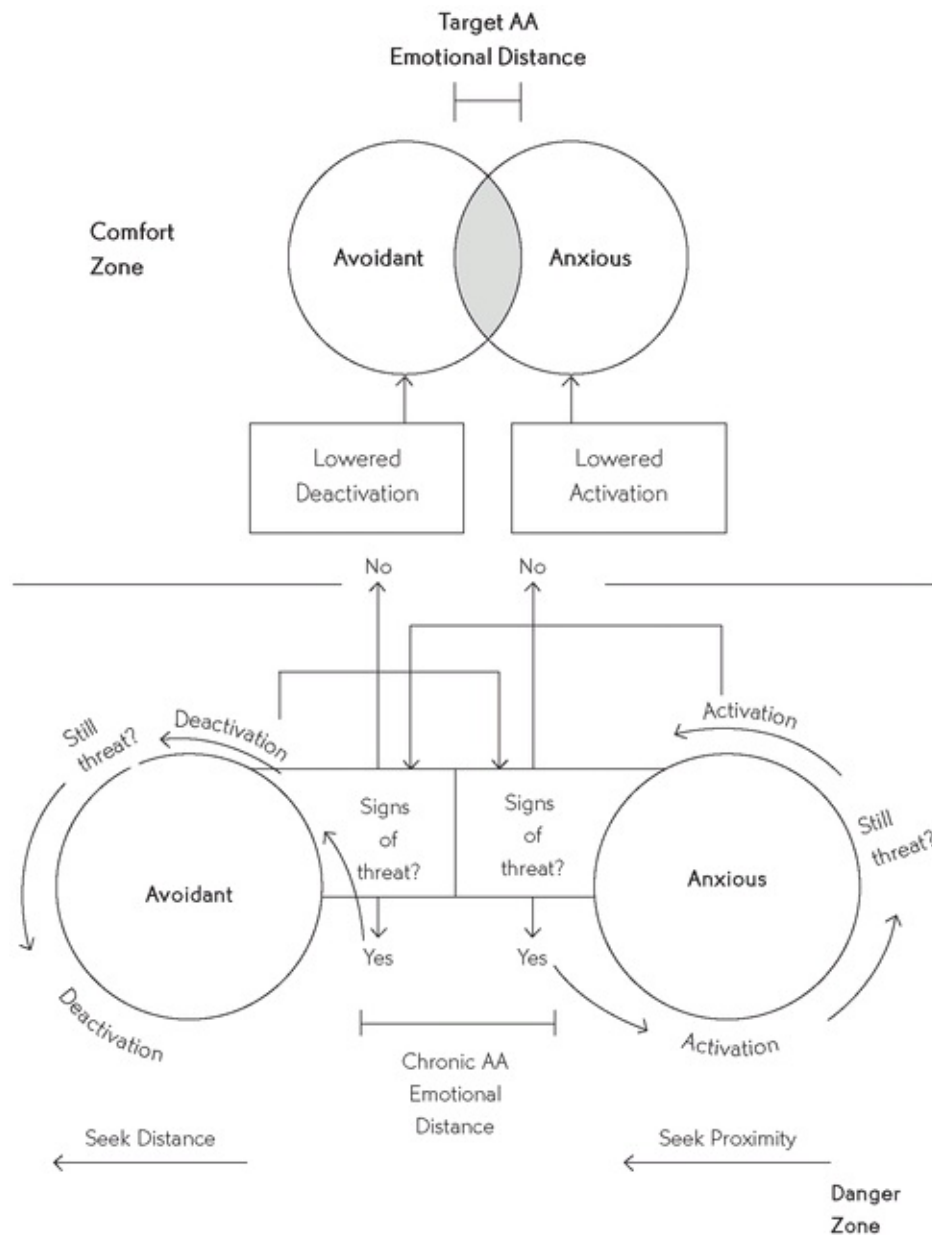 Target AA
Emotional Distance
Comfort
Zone
Avoidant
Anxious
Lowered
Deactivation
Lowered
Activation
No
No
Still threat?
Deactivation
Activation
Signs
of
threat?
Signs
of
threat?
Still threat?
Avoidant
Anxious
Yes
Yes
Deactivation
Activation
Chronic AA
Emotional
Distance
Seek Distance
Seek Proximity
Danger
Zone